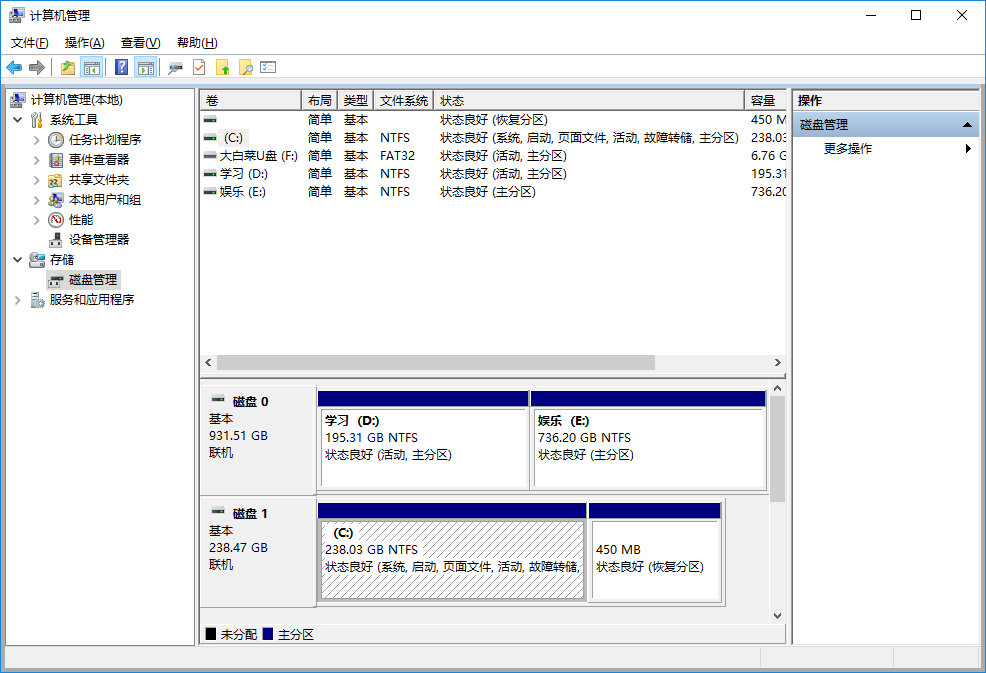 计算机管理
文件(F) 操作(A) 查看(V) 帮助(H)
计算机管理(本地)
系统工具
任务计划程序
事件查看器
共享文件夹
本地用户和组
性能
设备管理器
存储
磁盘管理
服务和应用程序
卷 布局 类型 文件系统 状态 容量
简单 基本 状态良好 (恢复分区) 450 M
(C:) 简单 基本 NTFS 状态良好 (系统, 启动, 页面文件, 活动, 故障转储, 主分区) 238.03
大白菜U盘 (F:) 简单 基本 FAT32 状态良好 (活动, 主分区) 6.76 G
学习 (D:) 简单 基本 NTFS 状态良好 (活动, 主分区) 195.31
娱乐 (E:) 简单 基本 NTFS 状态良好 (主分区) 736.20
磁盘 0
基本
931.51 GB
联机
学习 (D:)
195.31 GB NTFS
状态良好 (活动, 主分区)
娱乐 (E:)
736.20 GB NTFS
状态良好 (主分区)
磁盘 1
基本
238.47 GB
联机
(C:)
238.03 GB NTFS
状态良好 (系统, 启动, 页面文件, 活动, 故障转储,
450 MB
状态良好 (恢复分区)
未分配 主分区
操作
磁盘管理
更多操作